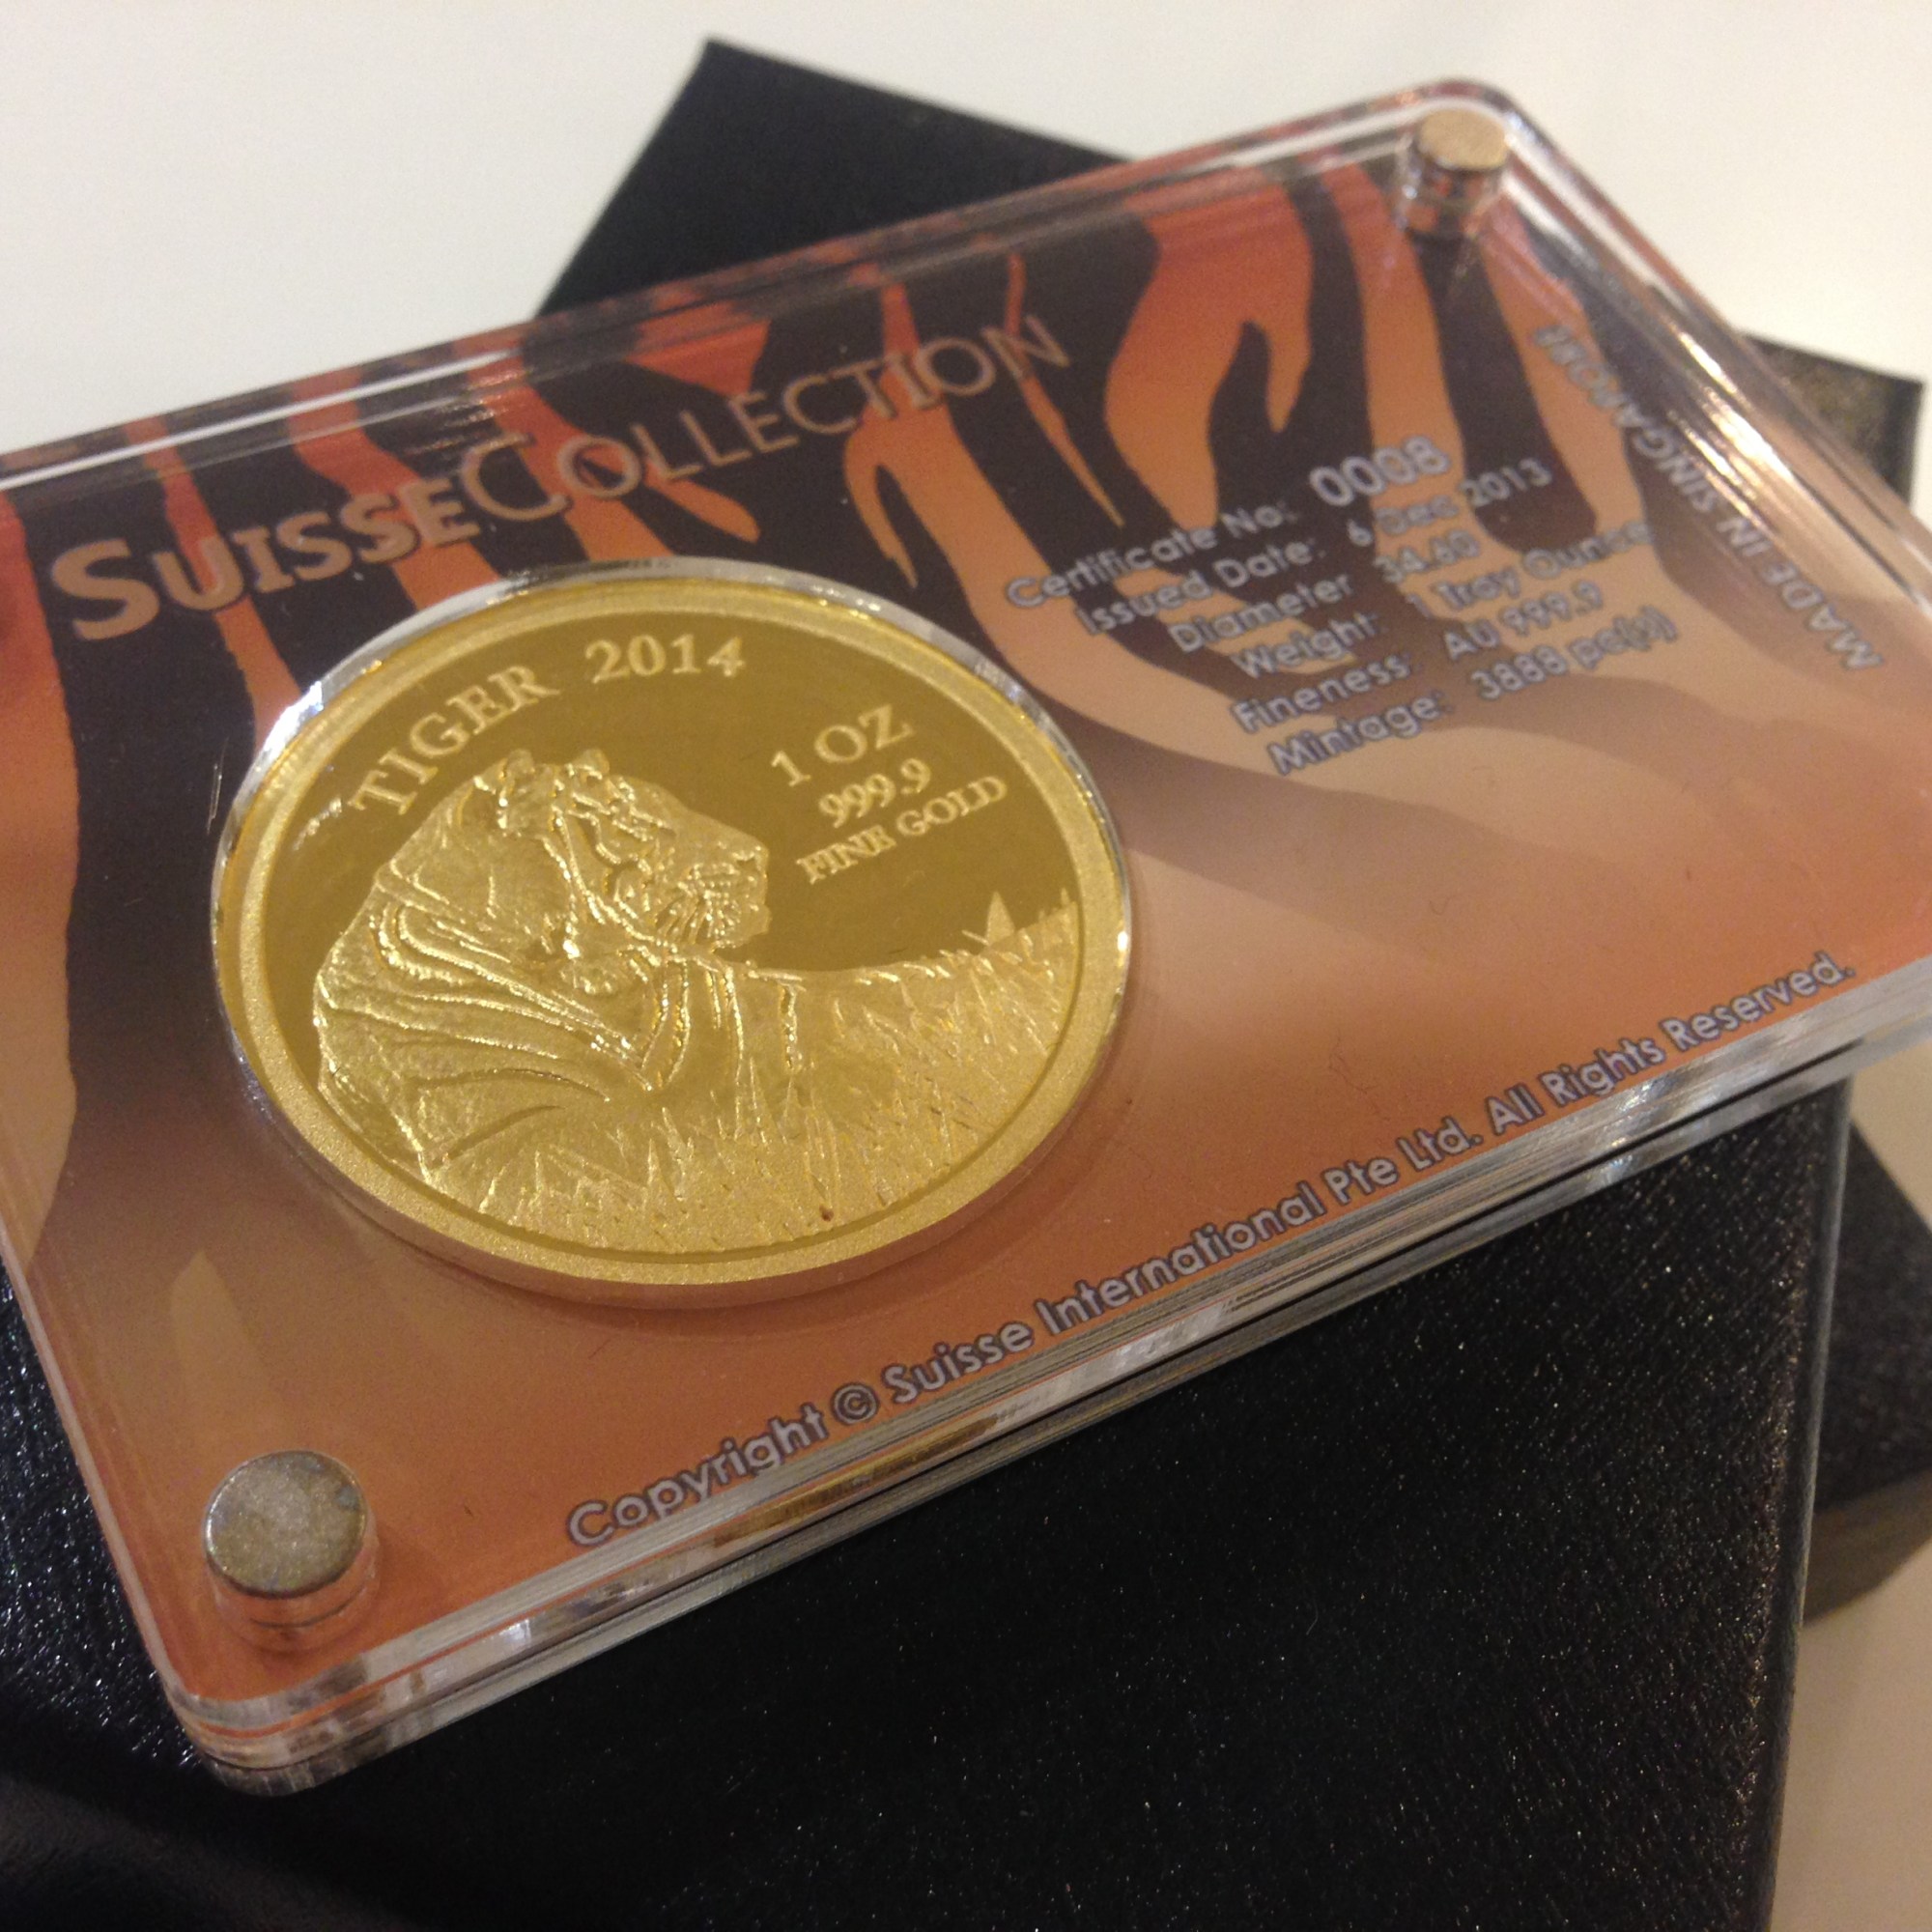 SUISSECOLLECTION
TIGER 2014
1 OZ
999.9
FINE GOLD
Certificate No: 0008
Issued Date: 6 Dec 2013
Diameter 34.60
Weight: 1 Troy Ounce
Fineness: AU 999.9
Mintage: 3888 pc(s)
MADE IN SINGAPORE
Copyright © Suisse International Pte Ltd. All Rights Reserved.